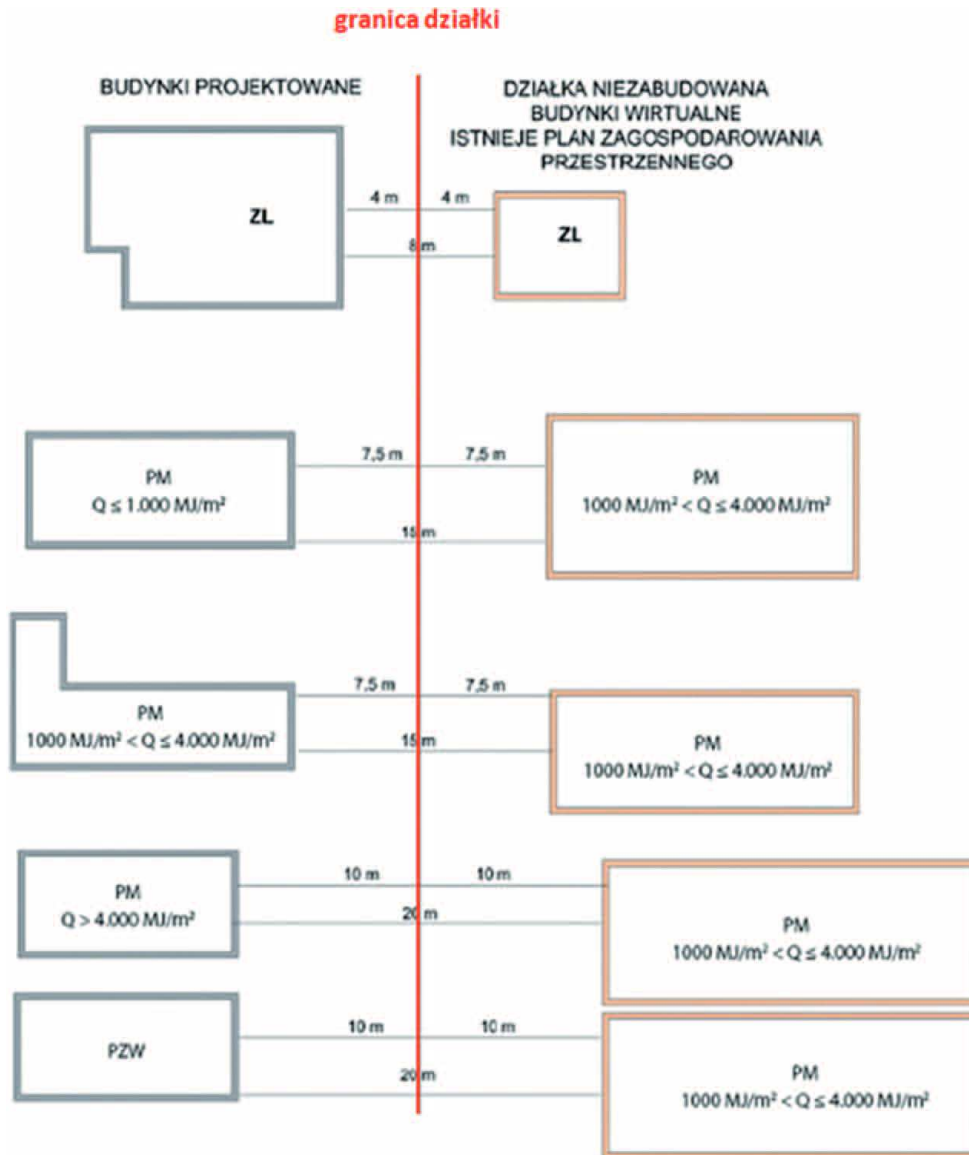 granica działki
BUDYNKI PROJEKTOWANE
DZIAŁKA NIEZABUDOWANA
BUDYNKI WIRTUALNE
ISTNIEJE PLAN ZAGOSPODAROWANIA
PRZESTRZENNEGO
ZL
4 m 4 m
8 m
ZL
PM
Q ≤ 1.000 MJ/m²
7,5 m 7,5 m
15 m
PM
1000 MJ/m² < Q ≤ 4.000 MJ/m²
PM
1000 MJ/m² < Q ≤ 4.000 MJ/m²
7,5 m 7,5 m
15 m
PM
1000 MJ/m² < Q ≤ 4.000 MJ/m²
PM
Q > 4.000 MJ/m²
10 m 10 m
20 m
PM
1000 MJ/m² < Q ≤ 4.000 MJ/m²
PZW
10 m 10 m
20 m
PM
1000 MJ/m² < Q ≤ 4.000 MJ/m²